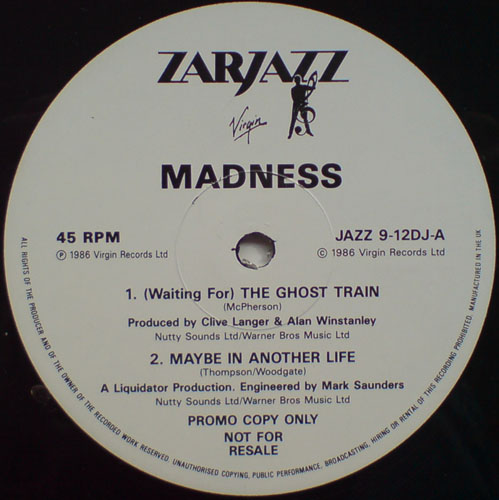 ZARJAZZ
Virgin
MADNESS
45 RPM
JAZZ 9-12DJ-A
℗ 1986 Virgin Records Ltd
© 1986 Virgin Records Ltd
1. (Waiting For) THE GHOST TRAIN
(McPherson)
Produced by Clive Langer & Alan Winstanley
Nutty Sounds Ltd/Warner Bros Music Ltd
2. MAYBE IN ANOTHER LIFE
(Thompson/Woodgate)
A Liquidator Production. Engineered by Mark Saunders
Nutty Sounds Ltd/Warner Bros Music Ltd
PROMO COPY ONLY
NOT FOR
RESALE
ALL RIGHTS OF THE PRODUCER AND OF THE OWNER OF THE RECORDED WORK RESERVED. UNAUTHORISED COPYING, PUBLIC PERFORMANCE, BROADCASTING, HIRING OR RENTAL OF THIS RECORDING PROHIBITED. MANUFACTURED IN THE UK